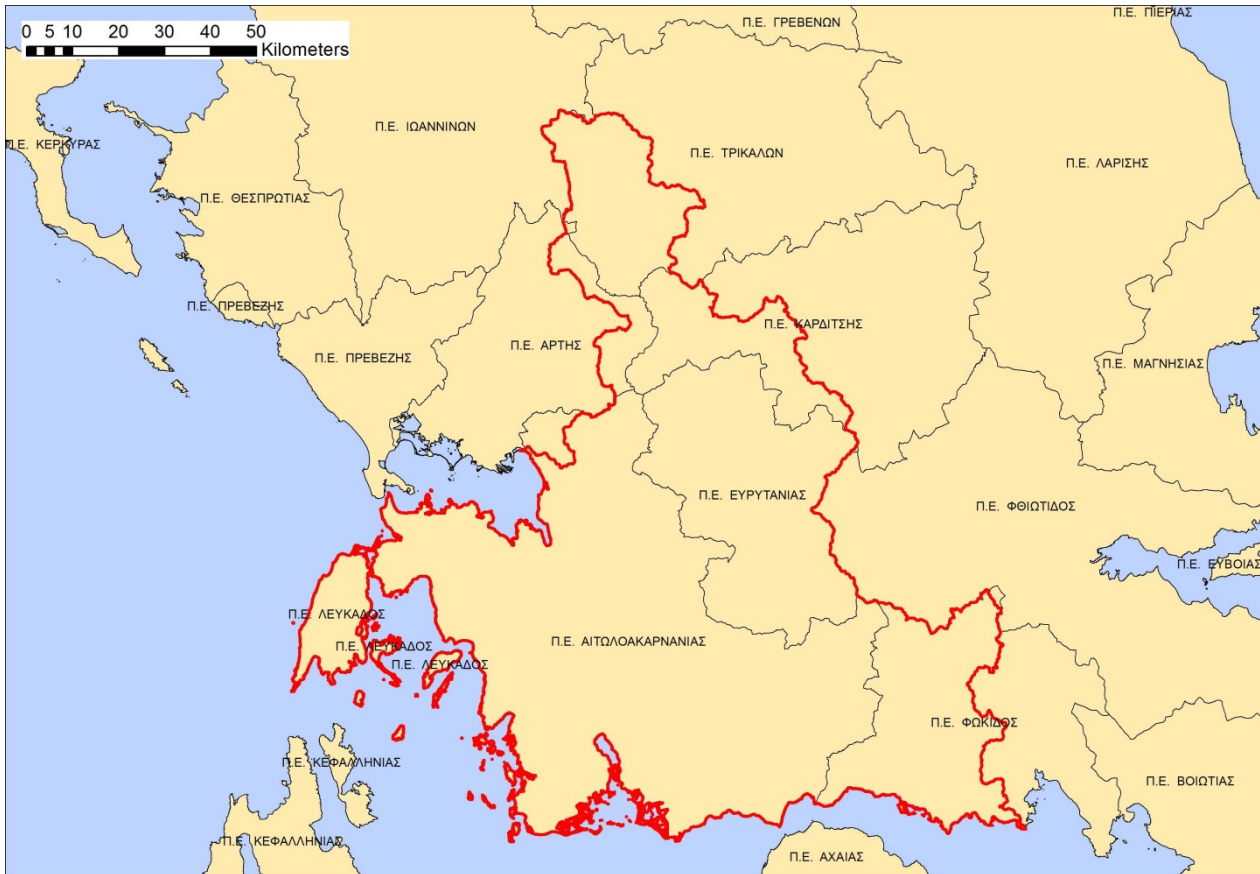 0 5 10 20 30 40 50
Kilometers
Π.Ε. ΓΡΕΒΕΝΩΝ
Π.Ε. ΠΙΕΡΙΑΣ
Π.Ε. ΙΩΑΝΝΙΝΩΝ
Π.Ε. ΚΕΡΚΥΡΑΣ
Π.Ε. ΤΡΙΚΑΛΩΝ
Π.Ε. ΛΑΡΙΣΗΣ
Π.Ε. ΘΕΣΠΡΩΤΙΑΣ
Π.Ε. ΠΡΕΒΕΖΗΣ
Π.Ε. ΚΑΡΔΙΤΣΗΣ
Π.Ε. ΑΡΤΗΣ
Π.Ε. ΠΡΕΒΕΖΗΣ
Π.Ε. ΜΑΓΝΗΣΙΑΣ
Π.Ε. ΕΥΡΥΤΑΝΙΑΣ
Π.Ε. ΦΘΙΩΤΙΔΟΣ
Π.Ε. ΕΥΒΟΙΑΣ
Π.Ε. ΛΕΥΚΑΔΟΣ
Π.Ε. ΑΙΤΩΛΟΑΚΑΡΝΑΝΙΑΣ
Π.Ε. ΛΕΥΚΑΔΟΣ
Π.Ε. ΛΕΥΚΑΔΟΣ
Π.Ε. ΦΩΚΙΔΟΣ
Π.Ε. ΚΕΦΑΛΛΗΝΙΑΣ
Π.Ε. ΒΟΙΩΤΙΑΣ
Π.Ε. ΚΕΦΑΛΛΗΝΙΑΣ
Π.Ε. ΑΧΑΙΑΣ